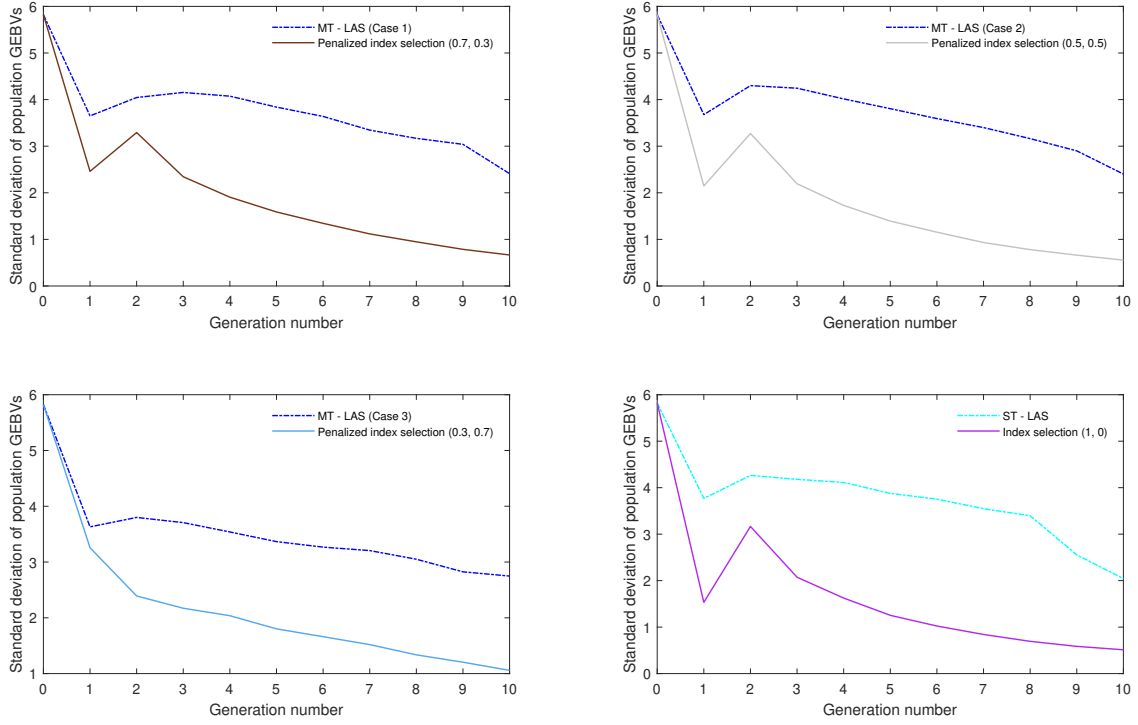 MT - LAS (Case 1)
Penalized index selection (0.7, 0.3)
Standard deviation of population GEBVs
6
5
4
3
2
1
0
0 1 2 3 4 5 6 7 8 9 10
Generation number
MT - LAS (Case 2)
Penalized index selection (0.5, 0.5)
Standard deviation of population GEBVs
6
5
4
3
2
1
0
0 1 2 3 4 5 6 7 8 9 10
Generation number
MT - LAS (Case 3)
Penalized index selection (0.3, 0.7)
Standard deviation of population GEBVs
6
5
4
3
2
1
0 1 2 3 4 5 6 7 8 9 10
Generation number
ST - LAS
Index selection (1, 0)
Standard deviation of population GEBVs
6
5
4
3
2
1
0
0 1 2 3 4 5 6 7 8 9 10
Generation number